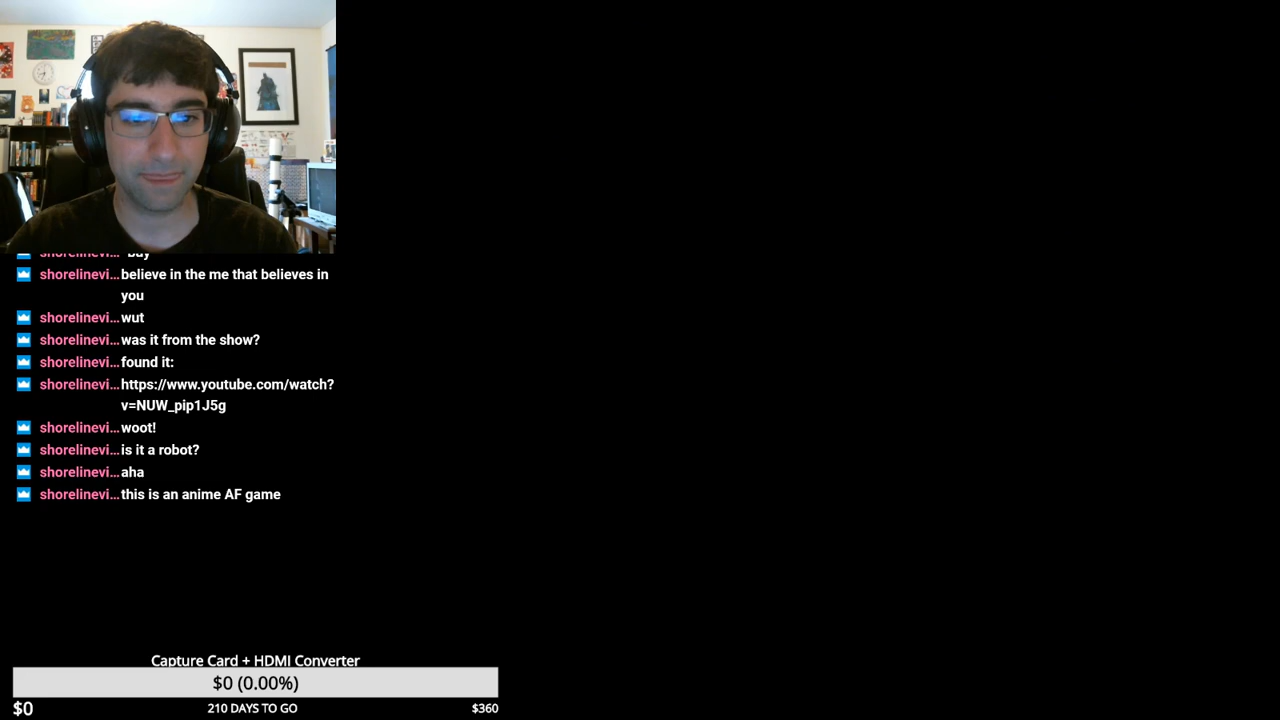 shorelinevi... believe in the me that believes in
you
shorelinevi... wut
shorelinevi... was it from the show?
shorelinevi... found it:
shorelinevi... https://www.youtube.com/watch?
v=NUW_pip1J5g
shorelinevi... woot!
shorelinevi... is it a robot?
shorelinevi... aha
shorelinevi... this is an anime AF game
Capture Card + HDMI Converter
$0 (0.00%)
$0 210 DAYS TO GO $360